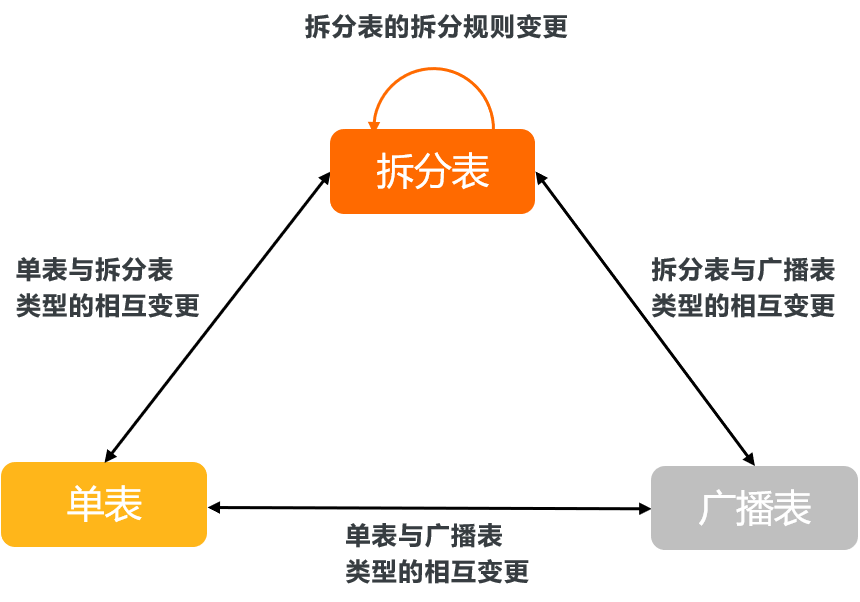 拆分表的拆分规则变更
拆分表
单表与拆分表
类型的相互变更
拆分表与广播表
类型的相互变更
单表
广播表
单表与广播表
类型的相互变更